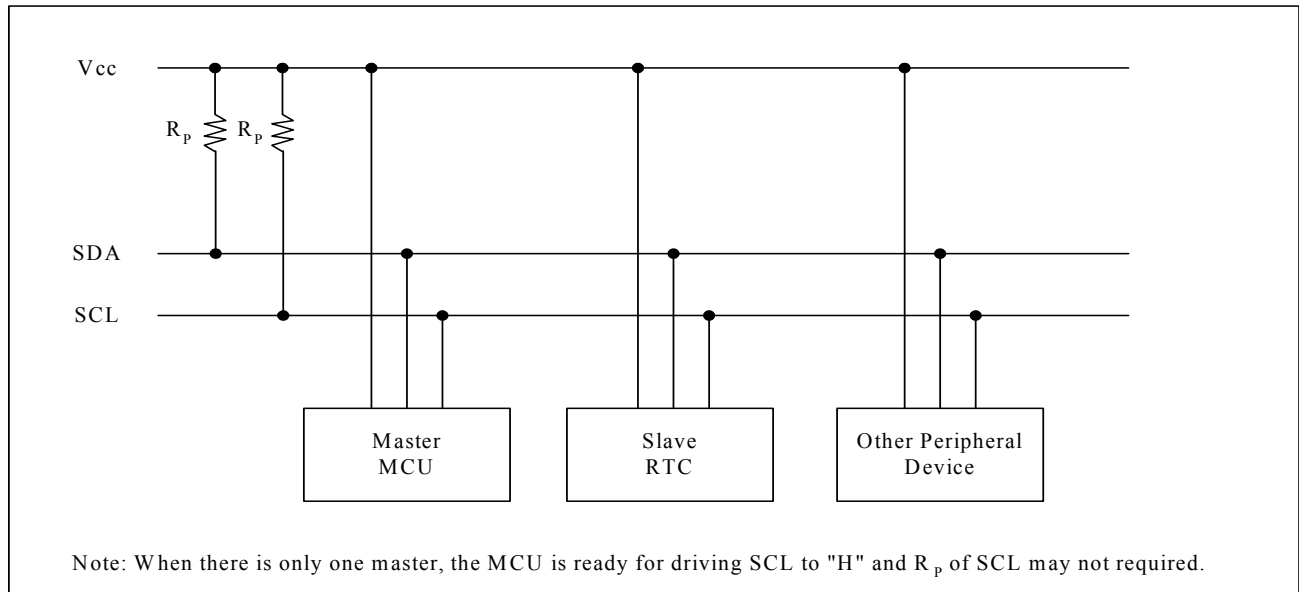 Vcc
RP RP
SDA
SCL
Master
MCU
Slave
RTC
Other Peripheral
Device
Note: When there is only one master, the MCU is ready for driving SCL to "H" and RP of SCL may not required.